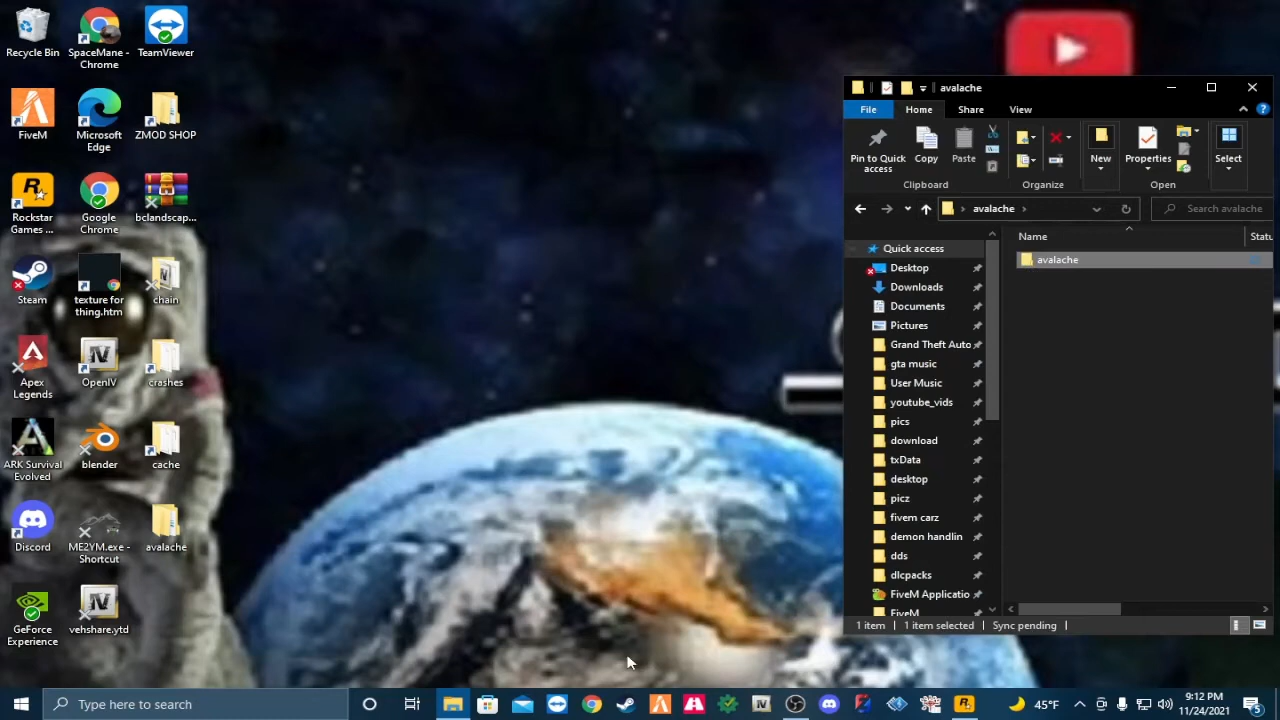 Recycle Bin
SpaceMane -
Chrome
TeamViewer
FiveM
Microsoft
Edge
ZMOD SHOP
Rockstar
Games ...
Google
Chrome
bclandscap...
Steam
texture for
thing.htm
chain
Apex
Legends
OpenIV
crashes
ARK Survival
Evolved
blender
cache
Discord
ME2YM.exe -
Shortcut
avalache
GeForce
Experience
vehshare.ytd
avalache
File
Home
Share
View
Pin to Quick
access
Copy
Paste
New
Properties
Select
Clipboard
Organize
Open
avalache
Search avalache
Name
Statu
avalache
Quick access
Desktop
Downloads
Documents
Pictures
Grand Theft Auto
gta music
User Music
youtube_vids
pics
download
txData
desktop
picz
fivem carz
demon handlin
dds
dlcpacks
FiveM Applicatio
FiveM
1 item
1 item selected
Sync pending
Type here to search
45°F
9:12 PM
11/24/2021
5